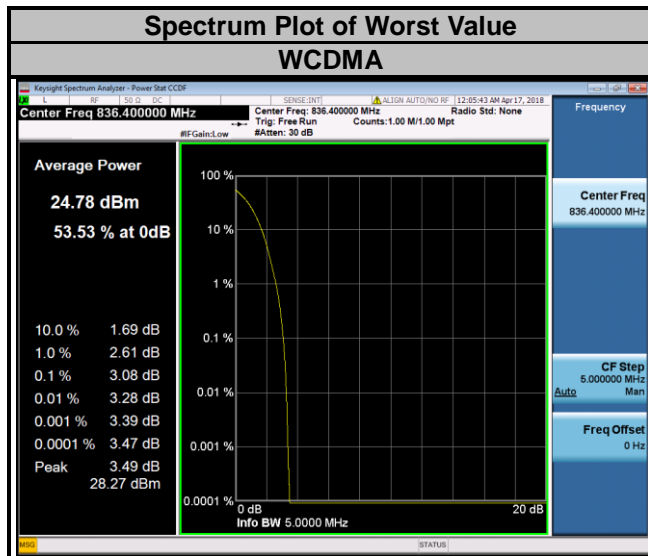 Spectrum Plot of Worst Value
WCDMA
Keysight Spectrum Analyzer - Power Stat CCDF
L RF 50 Ω DC SENSE:INT ALIGN AUTO/NO RF 12:05:43 AM Apr 17, 2018
Center Freq 836.400000 MHz
Center Freq: 836.400000 MHz Radio Std: None
Trig: Free Run Counts:1.00 M/1.00 Mpt
#IFGain:Low #Atten: 30 dB
Frequency
Average Power
24.78 dBm
53.53 % at 0dB
10.0 % 1.69 dB
1.0 % 2.61 dB
0.1 % 3.08 dB
0.01 % 3.28 dB
0.001 % 3.39 dB
0.0001 % 3.47 dB
Peak 3.49 dB
28.27 dBm
100 %
10 %
1 %
0.1 %
0.01 %
0.001 %
0.0001 %
0 dB 20 dB
Info BW 5.0000 MHz
Center Freq
836.400000 MHz
CF Step
5.000000 MHz
Auto Man
Freq Offset
0 Hz
MSG STATUS